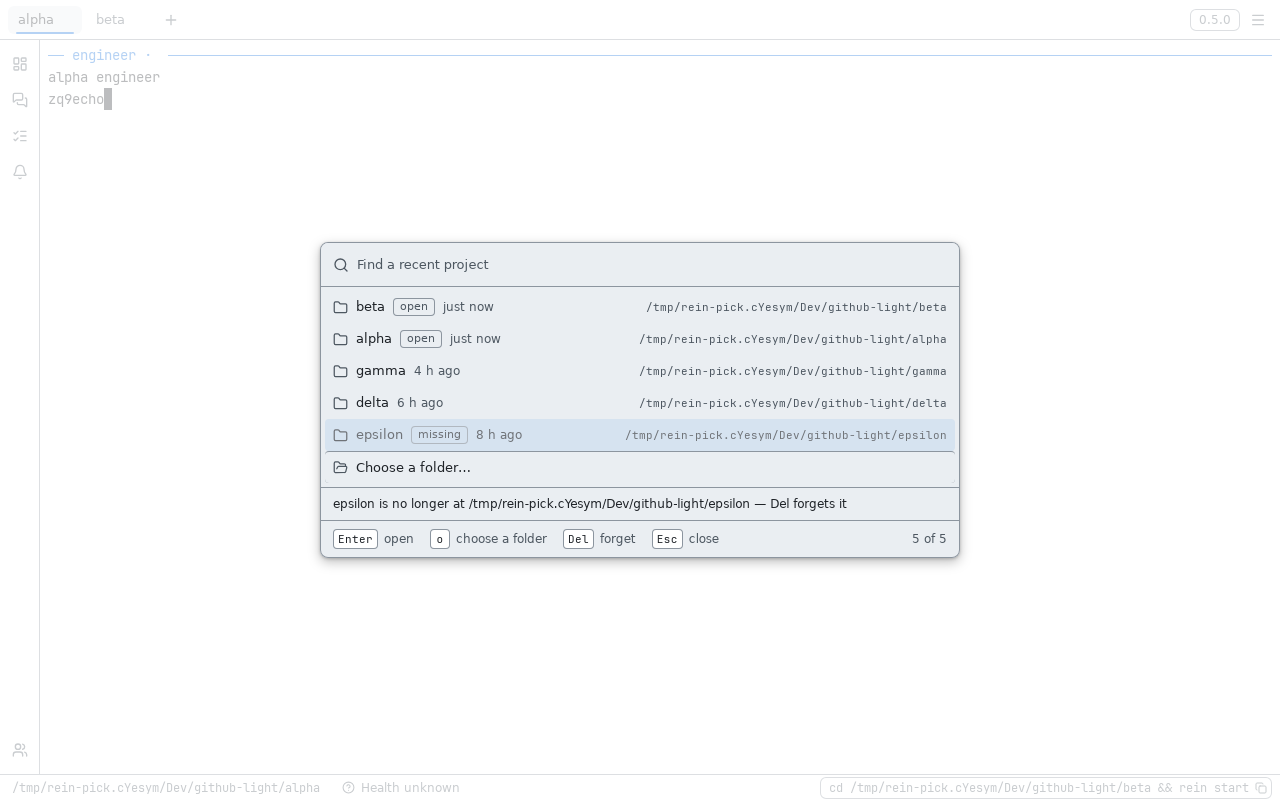 alpha beta 0.5.0
engineer ·
alpha engineer
zq9echo
Find a recent project
beta open just now /tmp/rein-pick.cYesym/Dev/github-light/beta
alpha open just now /tmp/rein-pick.cYesym/Dev/github-light/alpha
gamma 4 h ago /tmp/rein-pick.cYesym/Dev/github-light/gamma
delta 6 h ago /tmp/rein-pick.cYesym/Dev/github-light/delta
epsilon missing 8 h ago /tmp/rein-pick.cYesym/Dev/github-light/epsilon
Choose a folder…
epsilon is no longer at /tmp/rein-pick.cYesym/Dev/github-light/epsilon — Del forgets it
Enter open o choose a folder Del forget Esc close 5 of 5
/tmp/rein-pick.cYesym/Dev/github-light/alpha Health unknown cd /tmp/rein-pick.cYesym/Dev/github-light/beta && rein start